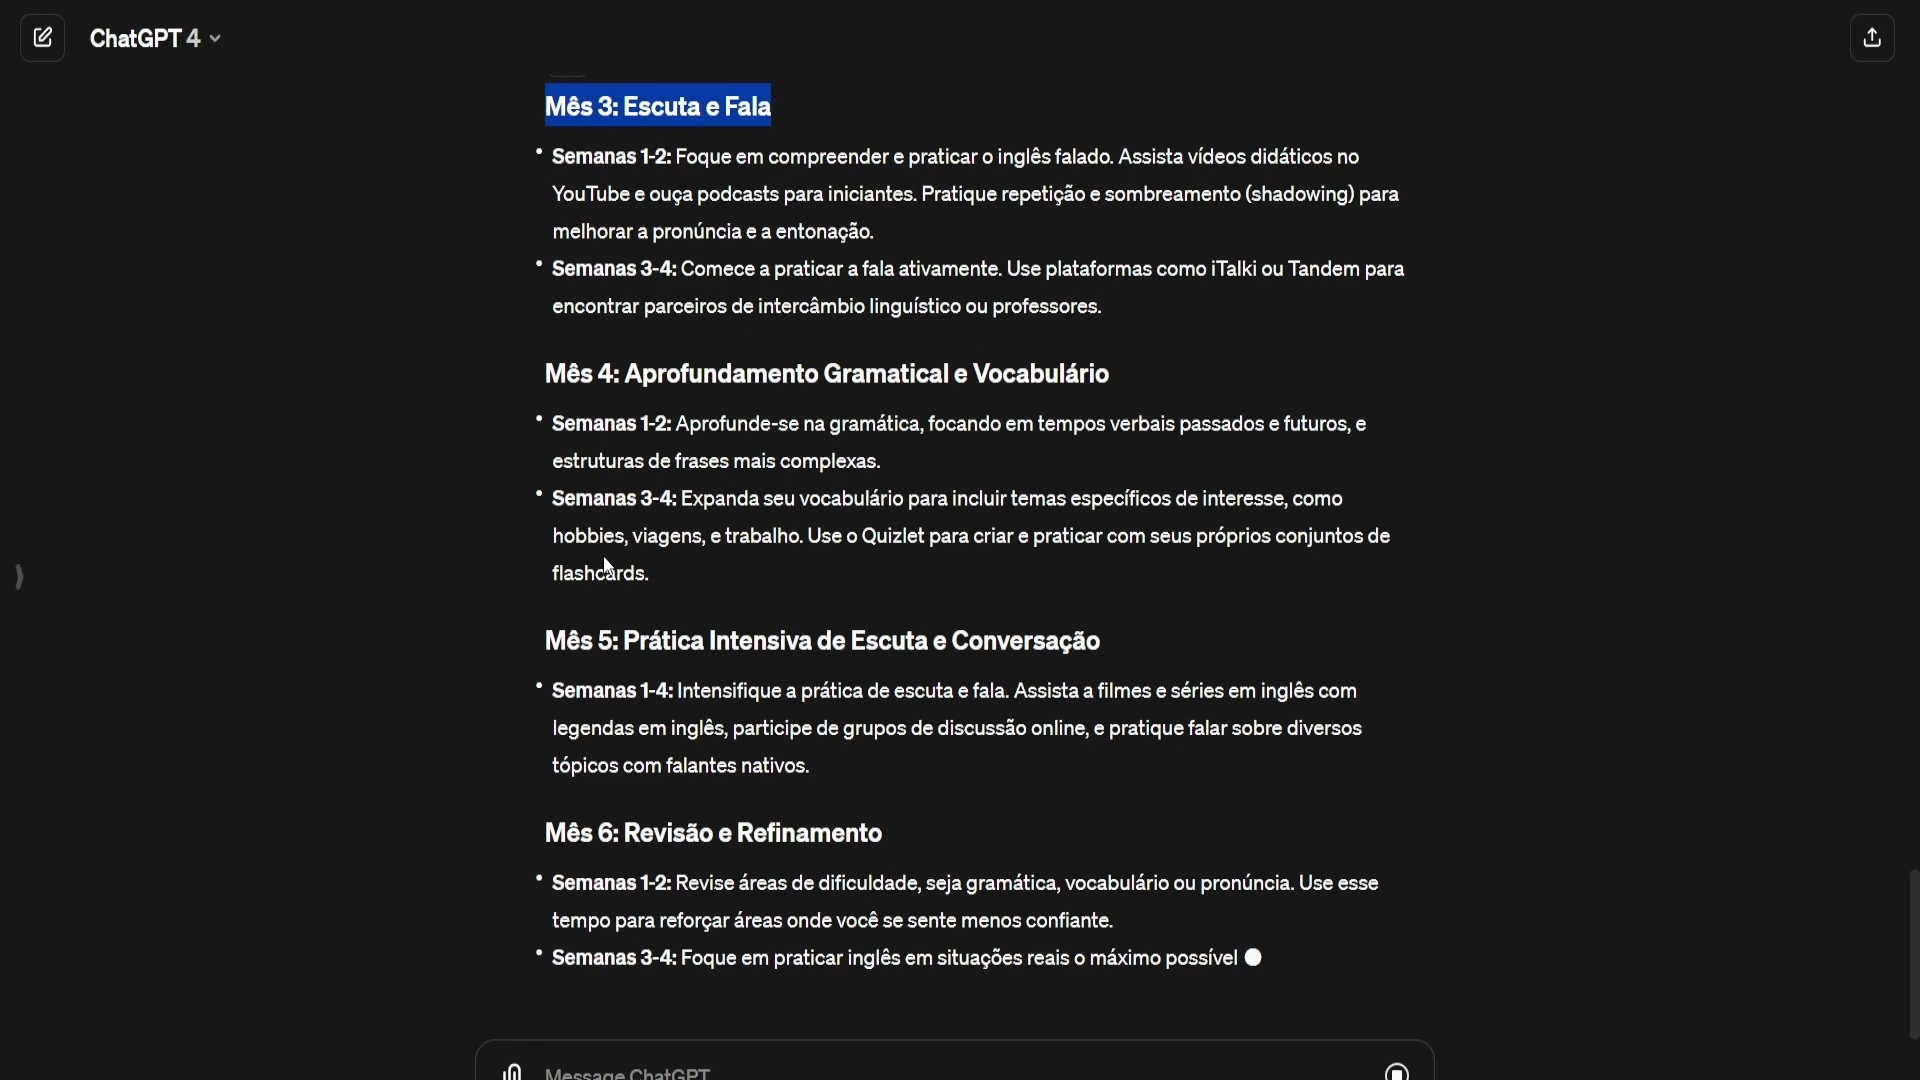 ChatGPT 4
Mês 3: Escuta e Fala
• Semanas 1-2: Foque em compreender e praticar o inglês falado. Assista vídeos didáticos no
YouTube e ouça podcasts para iniciantes. Pratique repetição e sombreamento (shadowing) para
melhorar a pronúncia e a entonação.
• Semanas 3-4: Comece a praticar a fala ativamente. Use plataformas como iTalki ou Tandem para
encontrar parceiros de intercâmbio linguístico ou professores.
Mês 4: Aprofundamento Gramatical e Vocabulário
• Semanas 1-2: Aprofunde-se na gramática, focando em tempos verbais passados e futuros, e
estruturas de frases mais complexas.
• Semanas 3-4: Expanda seu vocabulário para incluir temas específicos de interesse, como
hobbies, viagens, e trabalho. Use o Quizlet para criar e praticar com seus próprios conjuntos de
flashcards.
Mês 5: Prática Intensiva de Escuta e Conversação
• Semanas 1-4: Intensifique a prática de escuta e fala. Assista a filmes e séries em inglês com
legendas em inglês, participe de grupos de discussão online, e pratique falar sobre diversos
tópicos com falantes nativos.
Mês 6: Revisão e Refinamento
• Semanas 1-2: Revise áreas de dificuldade, seja gramática, vocabulário ou pronúncia. Use esse
tempo para reforçar áreas onde você se sente menos confiante.
• Semanas 3-4: Foque em praticar inglês em situações reais o máximo possível
Message ChatGPT